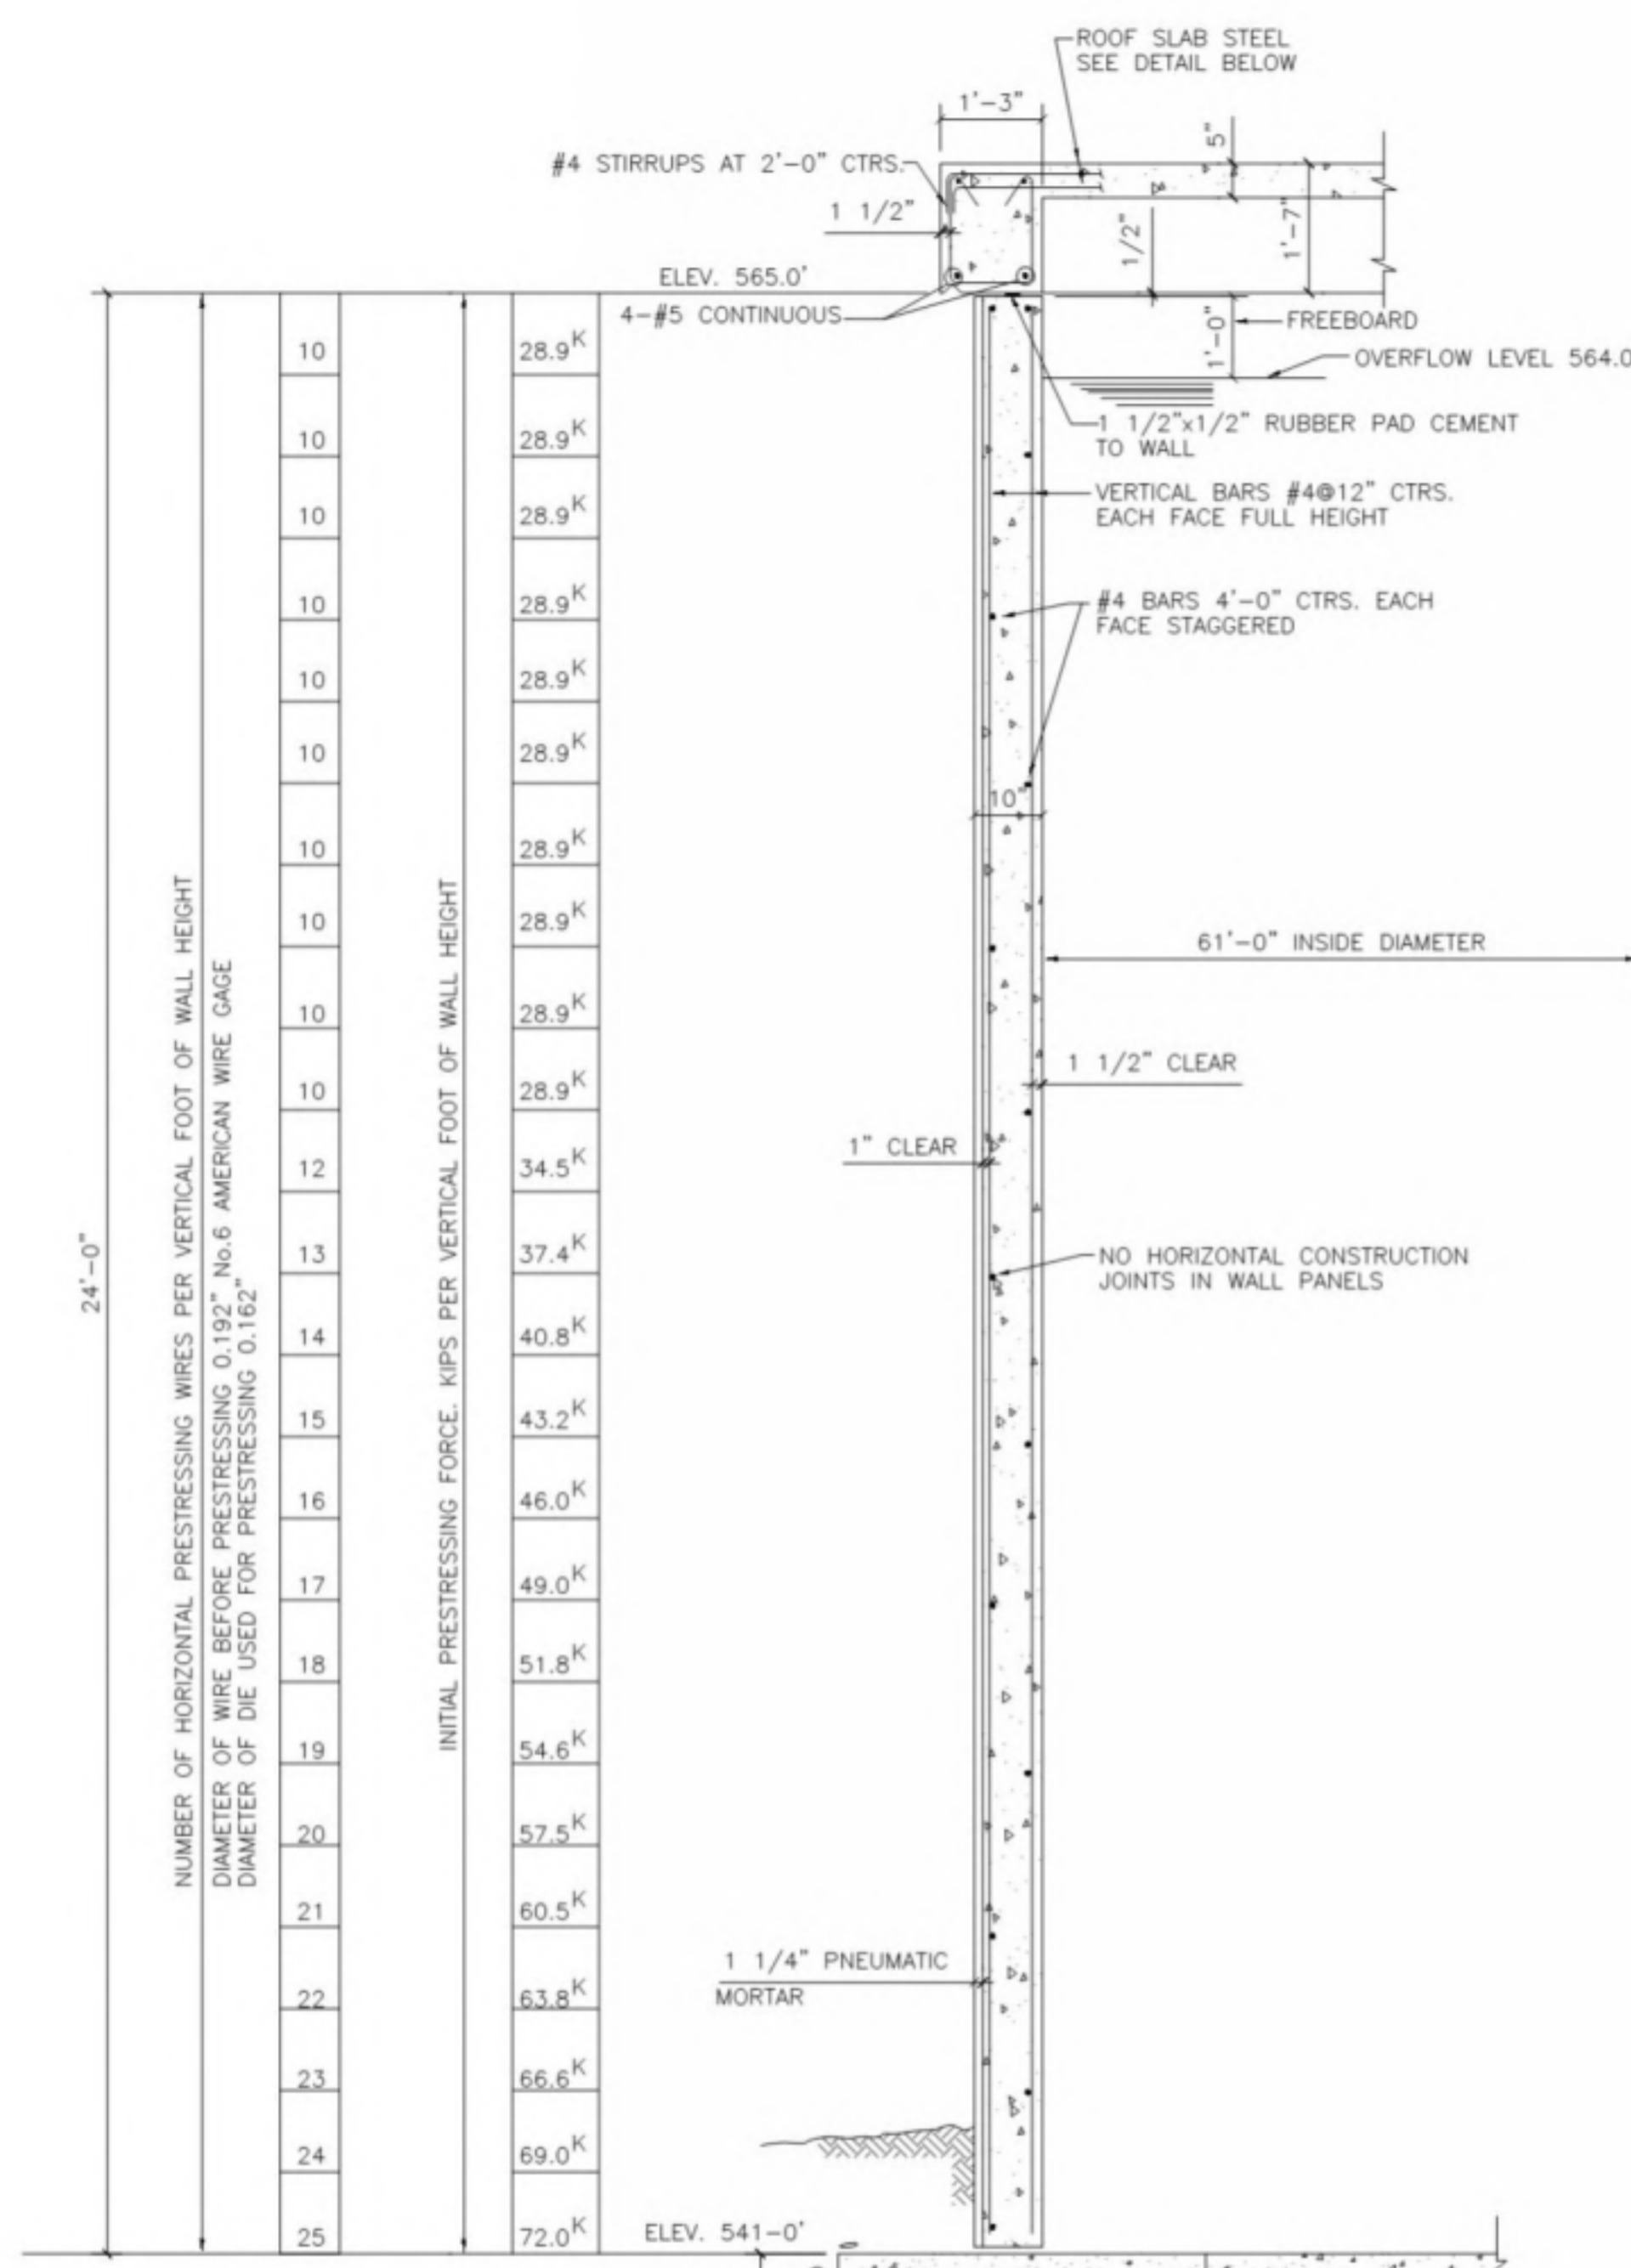 ROOF SLAB STEEL
SEE DETAIL BELOW
1'-3"
5"
#4 STIRRUPS AT 2'-0" CTRS.
1 1/2"
1/2"
1'-7"
ELEV. 565.0'
4-#5 CONTINUOUS
1'-0"
FREEBOARD
OVERFLOW LEVEL 564.0
1 1/2"x1/2" RUBBER PAD CEMENT
TO WALL
VERTICAL BARS #4@12" CTRS.
EACH FACE FULL HEIGHT
#4 BARS 4'-0" CTRS. EACH
FACE STAGGERED
10"
61'-0" INSIDE DIAMETER
1 1/2" CLEAR
1" CLEAR
NO HORIZONTAL CONSTRUCTION
JOINTS IN WALL PANELS
1 1/4" PNEUMATIC
MORTAR
ELEV. 541-0'
24'-0"
NUMBER OF HORIZONTAL PRESTRESSING WIRES PER VERTICAL FOOT OF WALL HEIGHT
DIAMETER OF WIRE BEFORE PRESTRESSING 0.192" No.6 AMERICAN WIRE GAGE
DIAMETER OF DIE USED FOR PRESTRESSING 0.162"
INITIAL PRESTRESSING FORCE. KIPS PER VERTICAL FOOT OF WALL HEIGHT
10 28.9K
10 28.9K
10 28.9K
10 28.9K
10 28.9K
10 28.9K
10 28.9K
10 28.9K
10 28.9K
10 28.9K
12 34.5K
13 37.4K
14 40.8K
15 43.2K
16 46.0K
17 49.0K
18 51.8K
19 54.6K
20 57.5K
21 60.5K
22 63.8K
23 66.6K
24 69.0K
25 72.0K